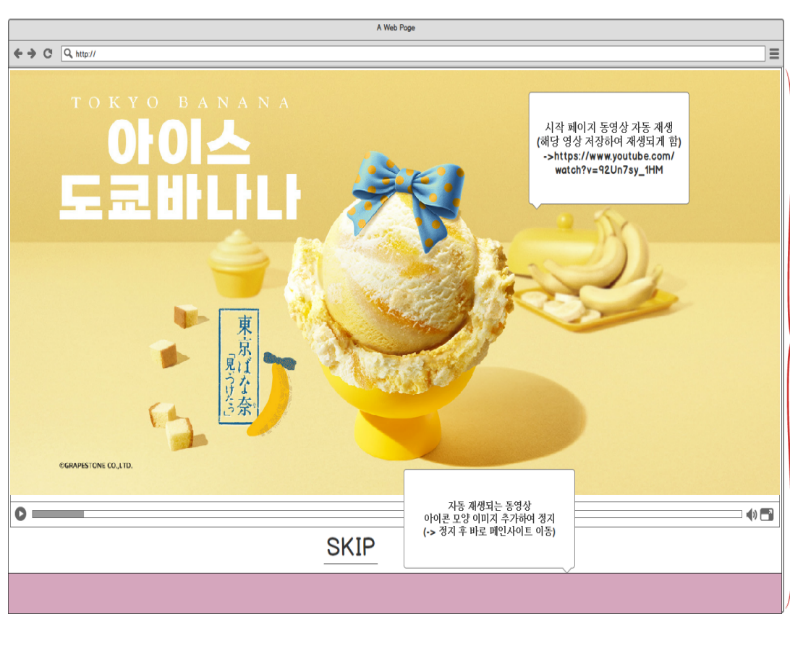 A Web Page
http://
TOKYO BANANA
아이스
도쿄바나나
시작 페이지 동영상 자동 재생
(해당 영상 저장하여 재생되게 함)
->https://www.youtube.com/
watch?v=92Un7sy_1HM
東京ばな奈
「見ぃつけたっ」
©GRAPESTONE CO.,LTD.
자동 재생되는 동영상
아이콘 모양 이미지 추가하여 정지
(-> 정지 후 바로 메인사이트 이동)
SKIP